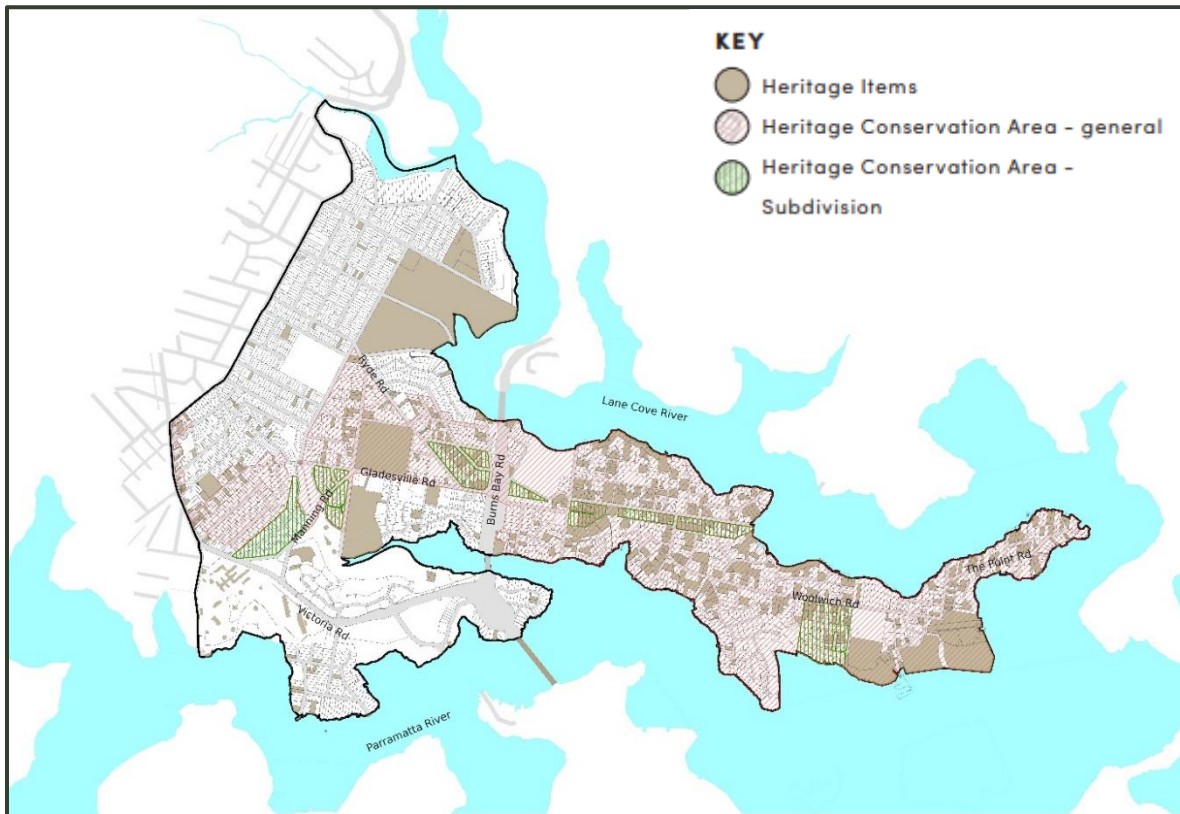 KEY
Heritage Items
Heritage Conservation Area - general
Heritage Conservation Area -
Subdivision
Ryde Rd
Lane Cove River
Gladesville Rd
Burns Bay Rd
Manning Rd
The Point Rd
Woolwich Rd
Victoria Rd
Parramatta River